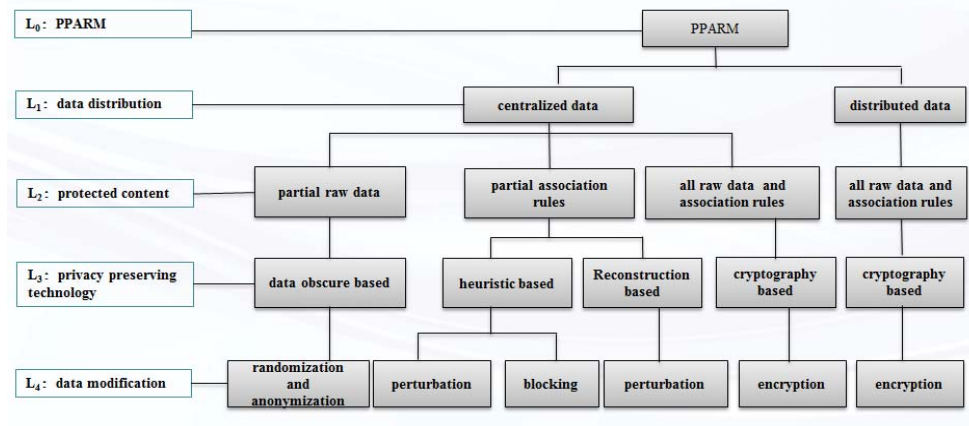 L₀: PPARM
PPARM
L₁: data distribution
centralized data
distributed data
L₂: protected content
partial raw data
partial association
rules
all raw data and
association rules
all raw data and
association rules
L₃: privacy preserving
technology
data obscure based
heuristic based
Reconstruction
based
cryptography
based
cryptography
based
L₄: data modification
randomization
and
anonymization
perturbation
blocking
perturbation
encryption
encryption